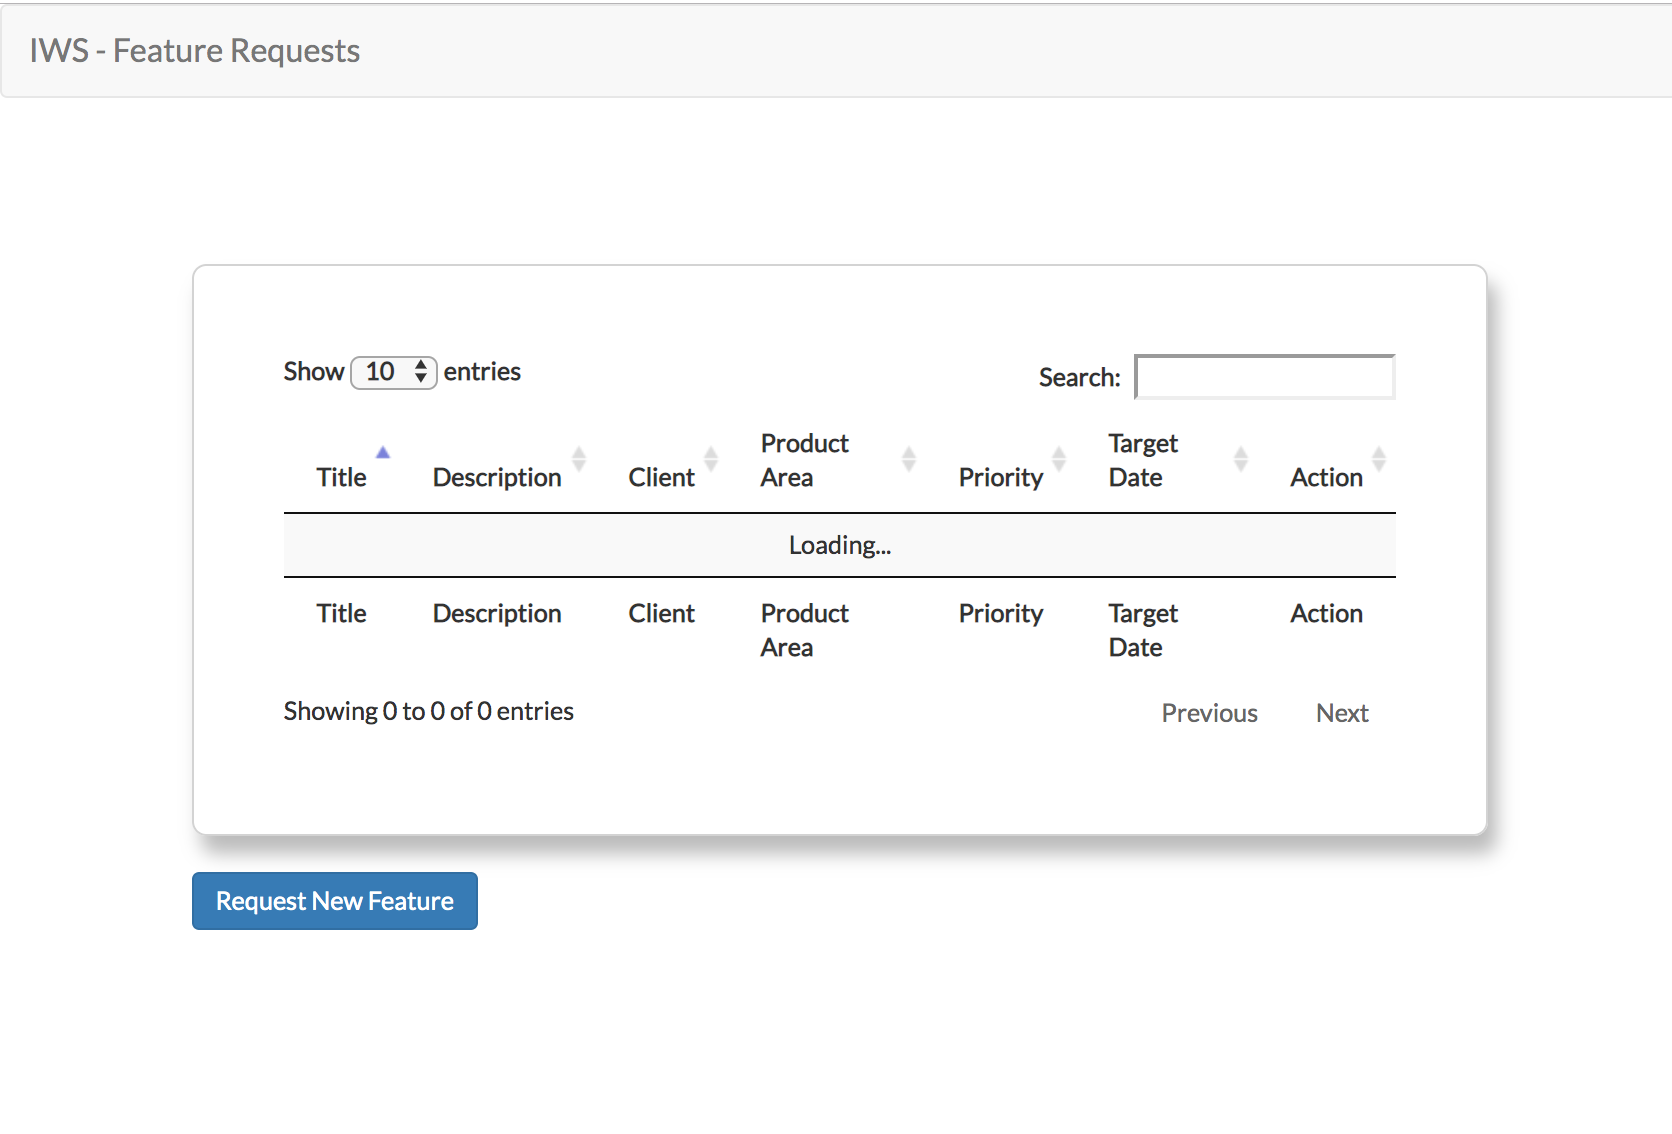 IWS - Feature Requests
Show 10 entries
Search:
Title Description Client Product Area Priority Target Date Action
Loading...
Title Description Client Product Area Priority Target Date Action
Showing 0 to 0 of 0 entries
Previous Next
Request New Feature